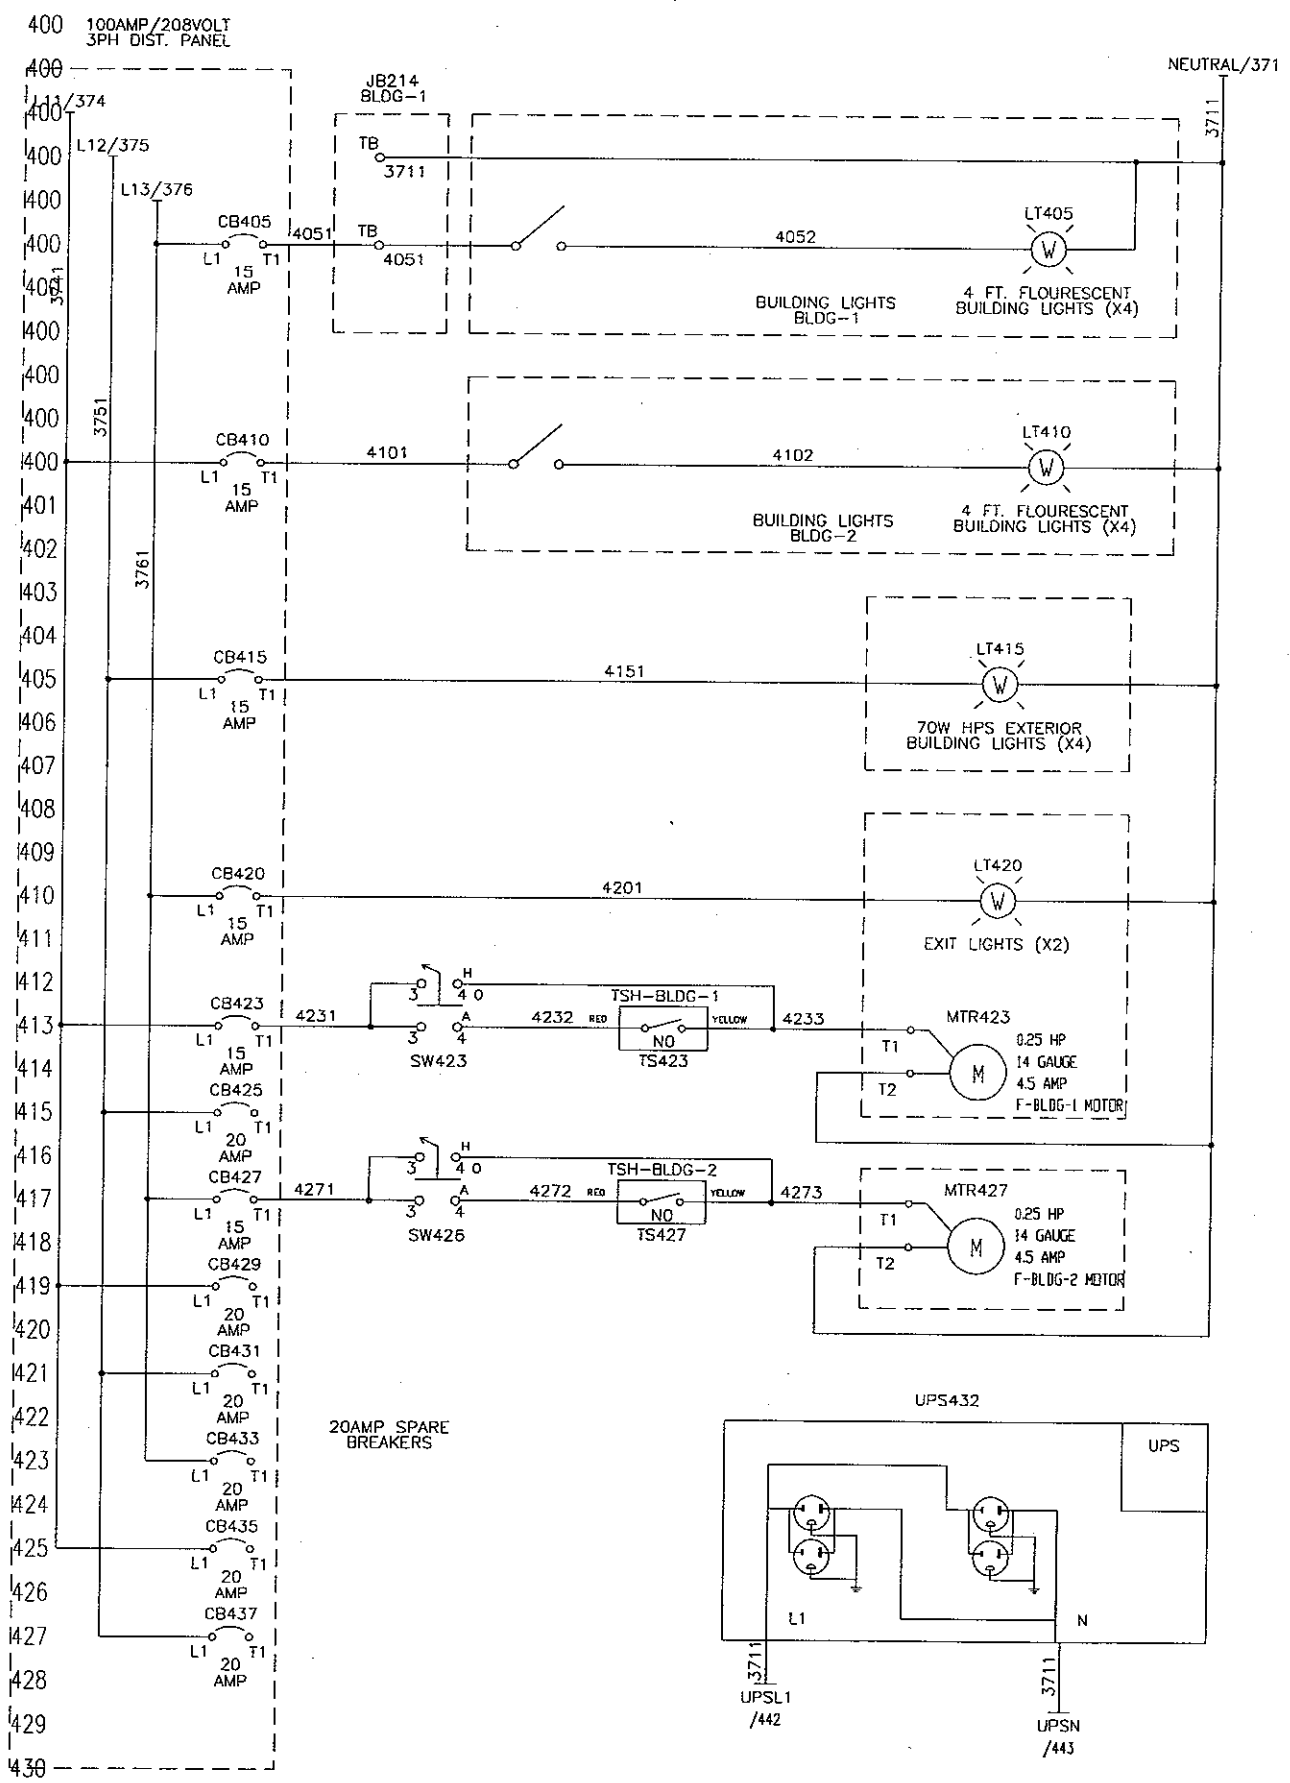 400 100AMP/208VOLT
3PH DIST. PANEL
400
NEUTRAL/371
JB214
BLDG-1
400 L11/374
3711
400 L12/375
TB
3711
400 L13/376
CB405
LT405
400
L1 T1
4051
TB
4051
4052
W
15
AMP
400 3741
BUILDING LIGHTS
BLDG-1
4 FT. FLOURESCENT
BUILDING LIGHTS (X4)
400
400
400
3751
CB410
LT410
400
L1 T1
4101
4102
W
15
AMP
401
BUILDING LIGHTS
BLDG-2
4 FT. FLOURESCENT
BUILDING LIGHTS (X4)
402
3761
403
404
CB415
LT415
405
L1 T1
4151
W
15
AMP
406
70W HPS EXTERIOR
BUILDING LIGHTS (X4)
407
408
409
CB420
LT420
410
L1 T1
4201
W
15
AMP
411
EXIT LIGHTS (X2)
412
H
3 4 O
CB423
TSH-BLDG-1
MTR423
413
L1 T1
4231
A
3 4
4232 RED
NO
YELLOW 4233
T1
15
AMP
SW423
TS423
M
0.25 HP
14 GAUGE
4.5 AMP
F-BLDG-1 MOTOR
414
T2
CB425
415
L1 T1
20
AMP
416
H
3 4 O
CB427
TSH-BLDG-2
MTR427
417
L1 T1
4271
A
3 4
4272 RED
NO
YELLOW 4273
T1
15
AMP
SW426
TS427
M
0.25 HP
14 GAUGE
4.5 AMP
F-BLDG-2 MOTOR
418
T2
CB429
419
L1 T1
20
AMP
420
CB431
421
L1 T1
20
AMP
422
20AMP SPARE
BREAKERS
UPS432
UPS
CB433
423
L1 T1
20
AMP
424
CB435
425
L1 T1
20
AMP
426
CB437
L1
N
427
L1 T1
20
AMP
3711
3711
428
UPSL1
/442
429
UPSN
/443
430